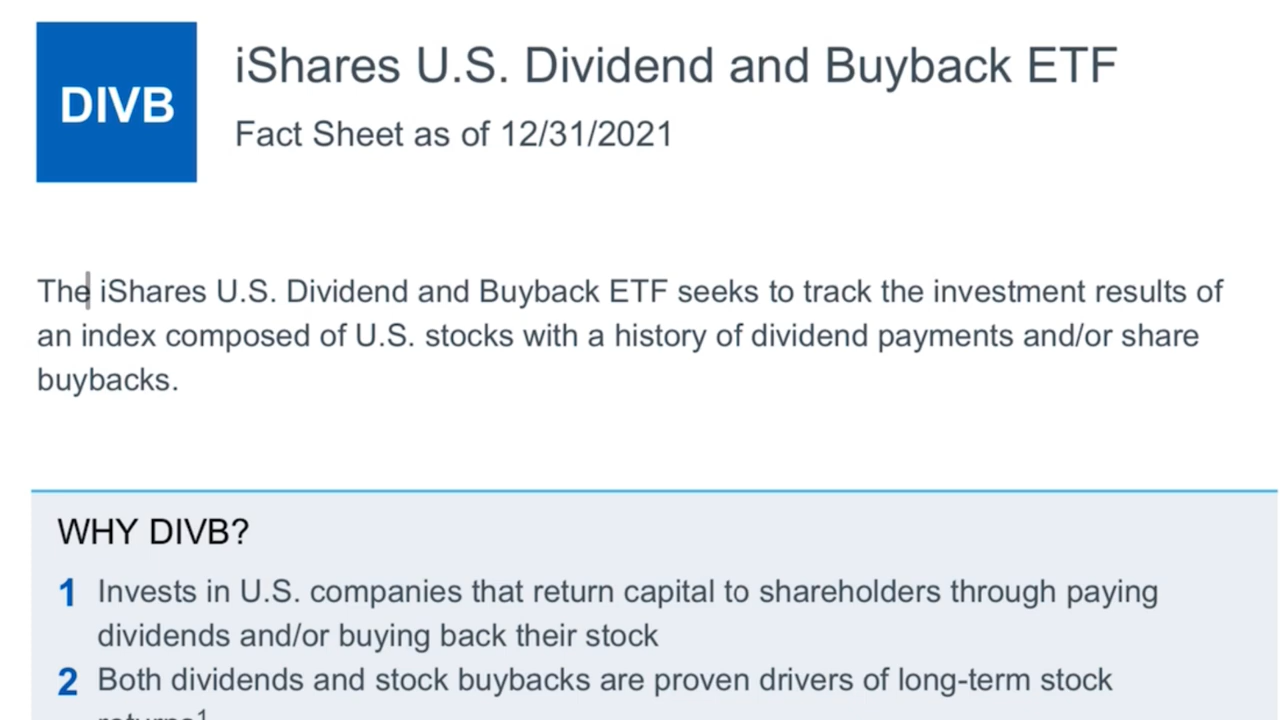 DIVB
iShares U.S. Dividend and Buyback ETF
Fact Sheet as of 12/31/2021
The iShares U.S. Dividend and Buyback ETF seeks to track the investment results of
an index composed of U.S. stocks with a history of dividend payments and/or share
buybacks.
WHY DIVB?
1 Invests in U.S. companies that return capital to shareholders through paying
dividends and/or buying back their stock
2 Both dividends and stock buybacks are proven drivers of long-term stock
returns¹